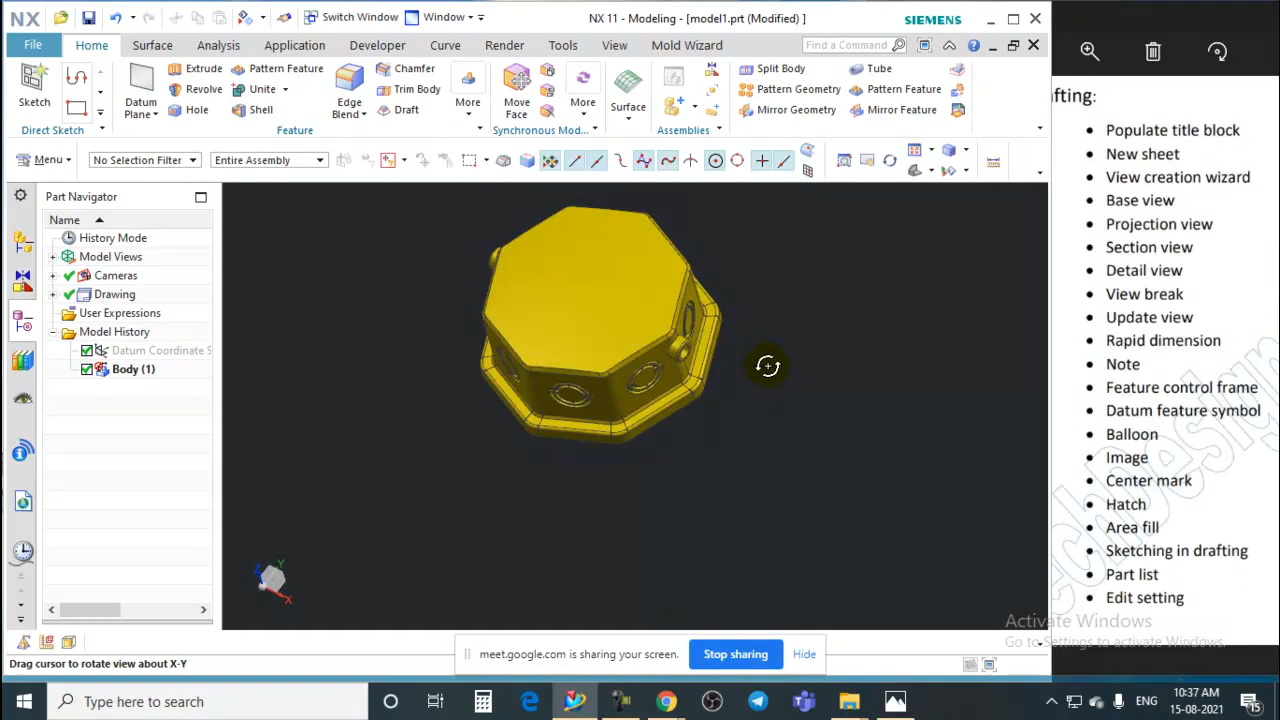 NX
Switch Window
Window
NX 11 - Modeling - [model1.prt (Modified) ]
SIEMENS
File
Home
Surface
Analysis
Application
Developer
Curve
Render
Tools
View
Mold Wizard
Find a Command
Sketch
Direct Sketch
Datum
Plane
Extrude
Revolve
Hole
Pattern Feature
Unite
Shell
Edge
Blend
Chamfer
Trim Body
Draft
More
Feature
Move
Face
More
Synchronous Mod...
Surface
Assemblies
Split Body
Pattern Geometry
Mirror Geometry
Tube
Pattern Feature
Mirror Feature
Menu
No Selection Filter
Entire Assembly
Part Navigator
Name
History Mode
Model Views
Cameras
Drawing
User Expressions
Model History
Datum Coordinate S
Body (1)
Z
Y
X
Drag cursor to rotate view about X-Y
meet.google.com is sharing your screen.
Stop sharing
Hide
fting:
• Populate title block
• New sheet
• View creation wizard
• Base view
• Projection view
• Section view
• Detail view
• View break
• Update view
• Rapid dimension
• Note
• Feature control frame
• Datum feature symbol
• Balloon
• Image
• Center mark
• Hatch
• Area fill
• Sketching in drafting
• Part list
• Edit setting
Activate Windows
Go to Settings to activate Windows.
Type here to search
ENG
10:37 AM
15-08-2021
15